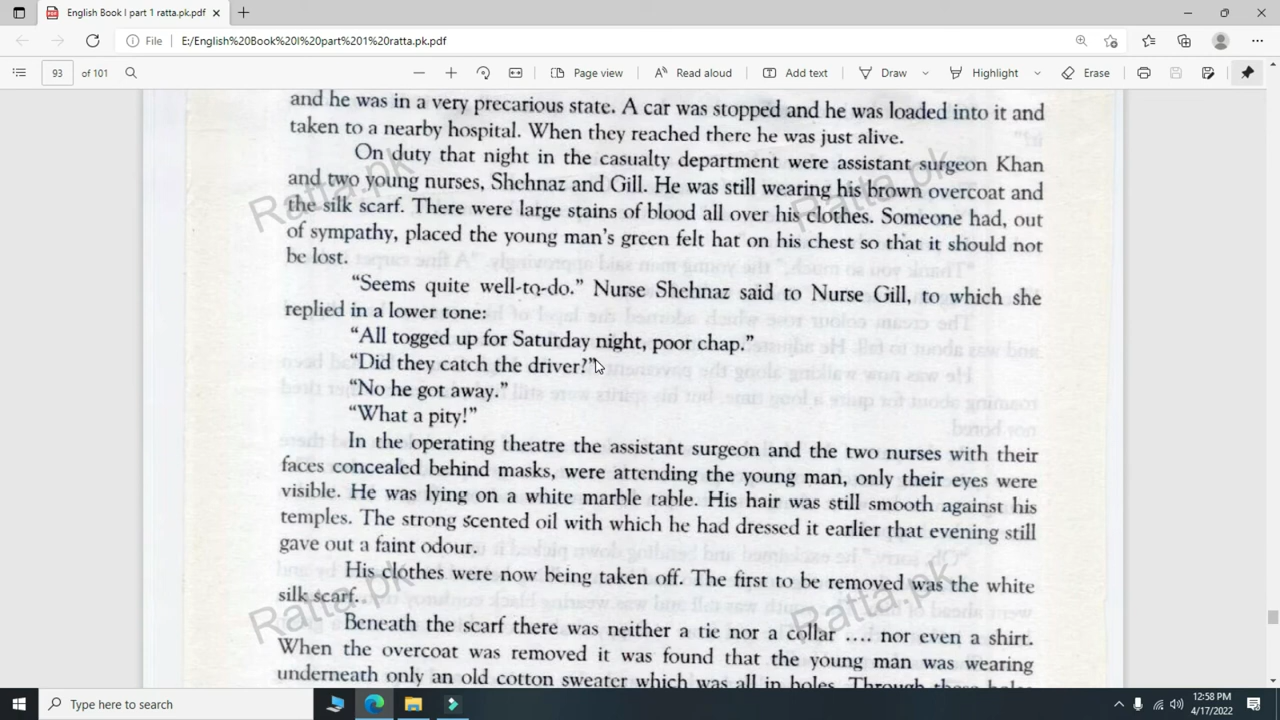 English Book I part 1 ratta.pk.pdf
File E:/English%20Book%20I%20part%201%20ratta.pk.pdf
93 of 101 Page view Read aloud Add text Draw Highlight Erase
and he was in a very precarious state. A car was stopped and he was loaded into it and
taken to a nearby hospital. When they reached there he was just alive.
On duty that night in the casualty department were assistant surgeon Khan
and two young nurses, Shehnaz and Gill. He was still wearing his brown overcoat and
the silk scarf. There were large stains of blood all over his clothes. Someone had, out
of sympathy, placed the young man's green felt hat on his chest so that it should not
be lost.
"Seems quite well-to-do." Nurse Shehnaz said to Nurse Gill, to which she
replied in a lower tone:
"All togged up for Saturday night, poor chap."
"Did they catch the driver?"
"No he got away."
"What a pity!"
In the operating theatre the assistant surgeon and the two nurses with their
faces concealed behind masks, were attending the young man, only their eyes were
visible. He was lying on a white marble table. His hair was still smooth against his
temples. The strong scented oil with which he had dressed it earlier that evening still
gave out a faint odour.
His clothes were now being taken off. The first to be removed was the white
silk scarf.
Beneath the scarf there was neither a tie nor a collar .... nor even a shirt.
When the overcoat was removed it was found that the young man was wearing
underneath only an old cotton sweater which was all in holes. Through these holes
Ratta.pk
Ratta.pk
Ratta.pk
Ratta.pk
Type here to search
12:58 PM
4/17/2022